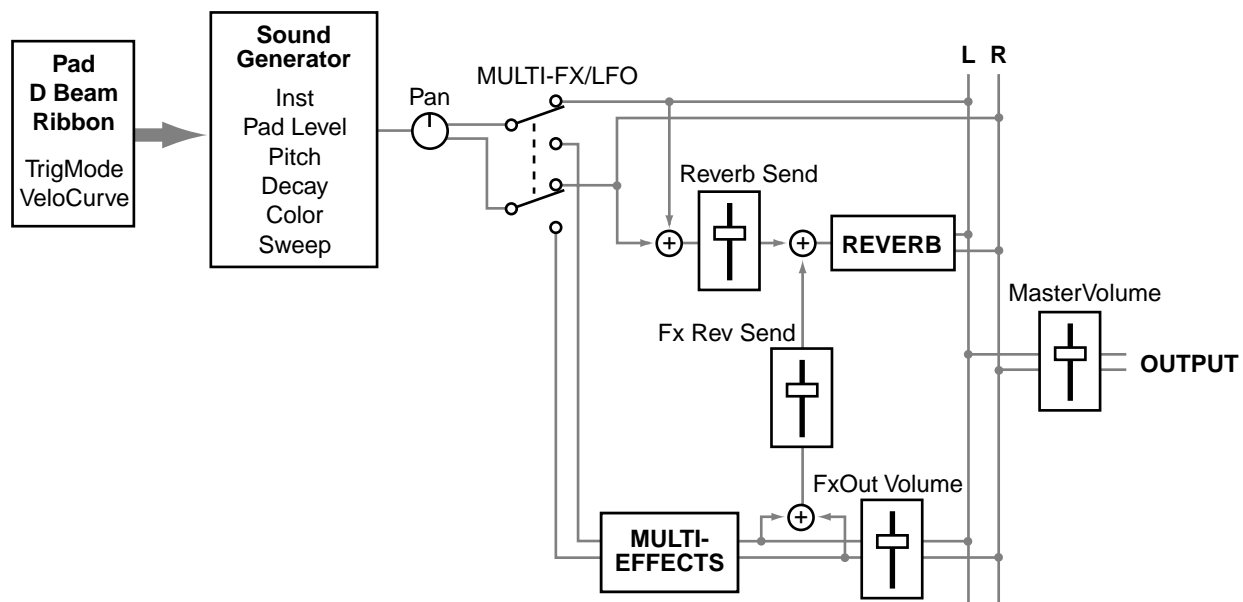 Pad
D Beam
Ribbon
TrigMode
VeloCurve
Sound
Generator
Inst
Pad Level
Pitch
Decay
Color
Sweep
Pan
MULTI-FX/LFO
L R
Reverb Send
+
+
REVERB
Fx Rev Send
MasterVolume
OUTPUT
FxOut Volume
+
MULTI-
EFFECTS